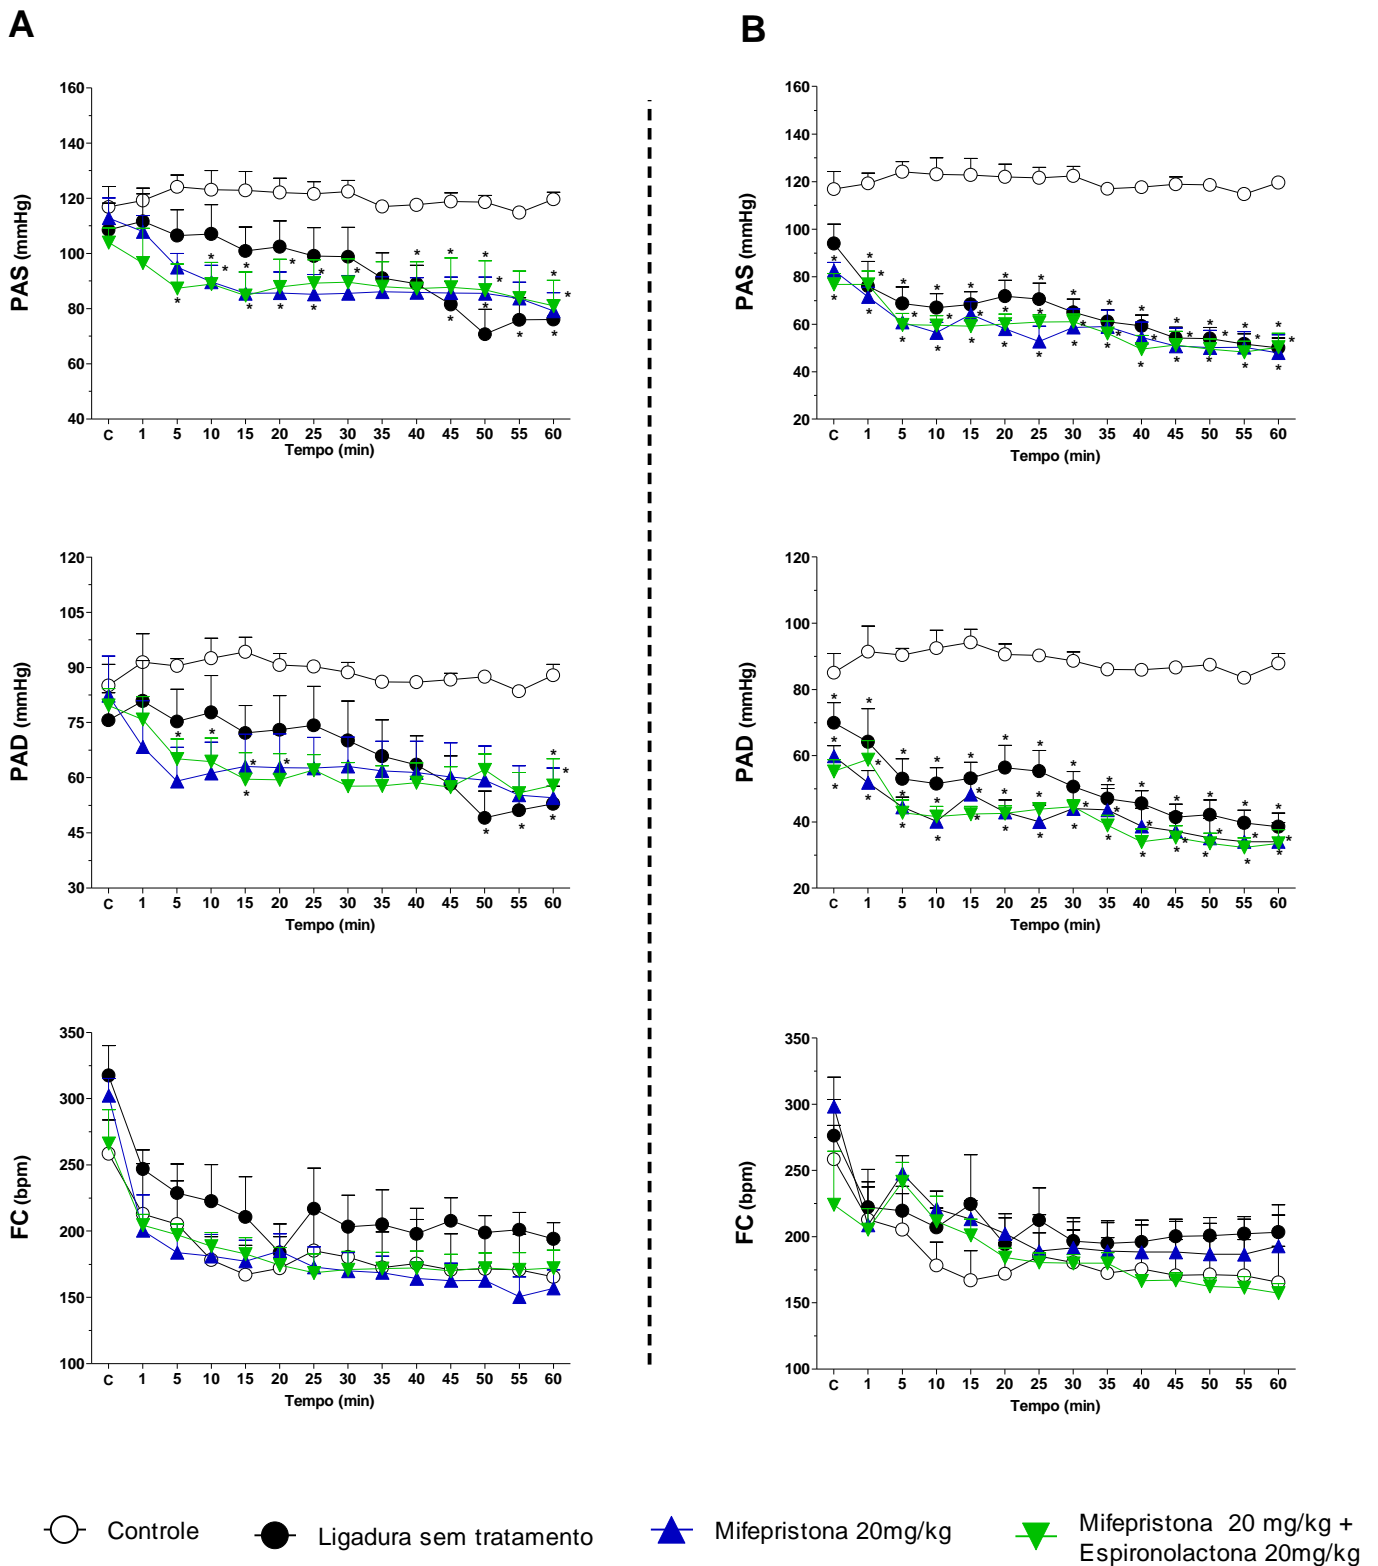 A
B
160
140
120
100
80
60
40
PAS (mmHg)
C 1 5 10 15 20 25 30 35 40 45 50 55 60
Tempo (min)
160
140
120
100
80
60
40
20
PAS (mmHg)
C 1 5 10 15 20 25 30 35 40 45 50 55 60
Tempo (min)
120
105
90
75
60
45
30
PAD (mmHg)
C 1 5 10 15 20 25 30 35 40 45 50 55 60
Tempo (min)
120
100
80
60
40
20
PAD (mmHg)
C 1 5 10 15 20 25 30 35 40 45 50 55 60
Tempo (min)
350
300
250
200
150
100
FC (bpm)
C 1 5 10 15 20 25 30 35 40 45 50 55 60
Tempo (min)
350
300
250
200
150
100
FC (bpm)
C 1 5 10 15 20 25 30 35 40 45 50 55 60
Tempo (min)
Controle
Ligadura sem tratamento
Mifepristona 20mg/kg
Mifepristona 20 mg/kg +
Espironolactona 20mg/kg